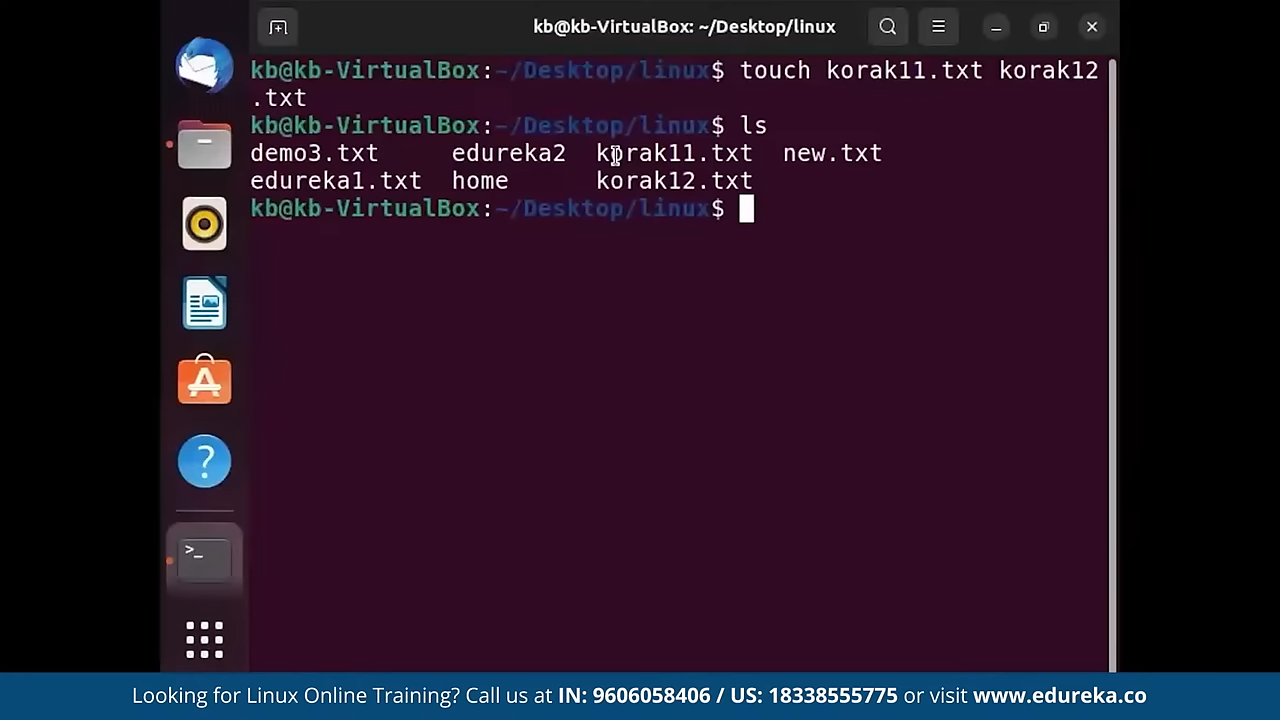 kb@kb-VirtualBox: ~/Desktop/linux
kb@kb-VirtualBox:~/Desktop/linux$ touch korak11.txt korak12
.txt
kb@kb-VirtualBox:~/Desktop/linux$ ls
demo3.txt edureka2 korak11.txt new.txt
edureka1.txt home korak12.txt
kb@kb-VirtualBox:~/Desktop/linux$
Looking for Linux Online Training? Call us at IN: 9606058406 / US: 18338555775 or visit www.edureka.co